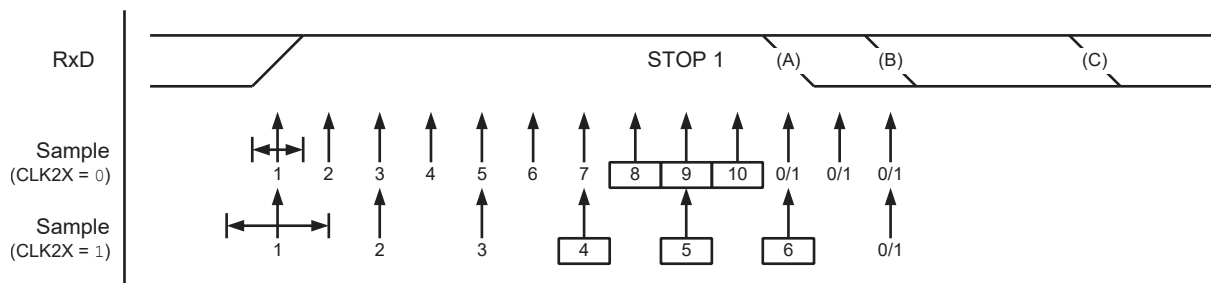 RxD STOP 1 (A) (B) (C)
Sample
(CLK2X = 0)
1 2 3 4 5 6 7 8 9 10 0/1 0/1 0/1
Sample
(CLK2X = 1)
1 2 3 4 5 6 0/1